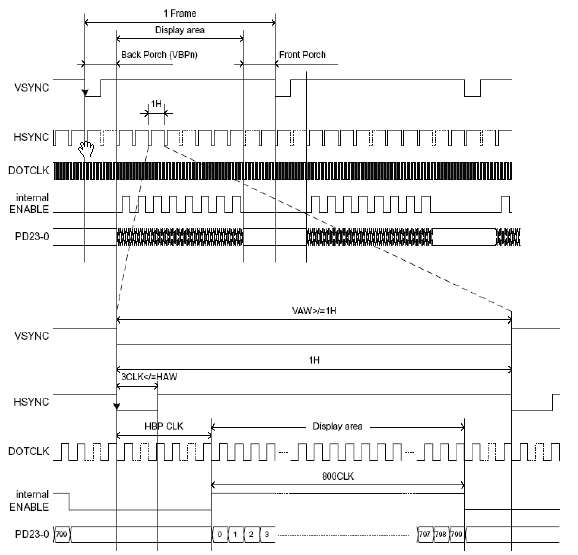 1 Frame
Display area
Back Porch (VBPn)
Front Porch
VSYNC
1H
HSYNC
DOTCLK
internal
ENABLE
PD23-0
VAW>/=1H
VSYNC
1H
3CLK</=HAW
HSYNC
HBP CLK
Display area
DOTCLK
800CLK
internal
ENABLE
PD23-0 799 0 1 2 3 797 798 799